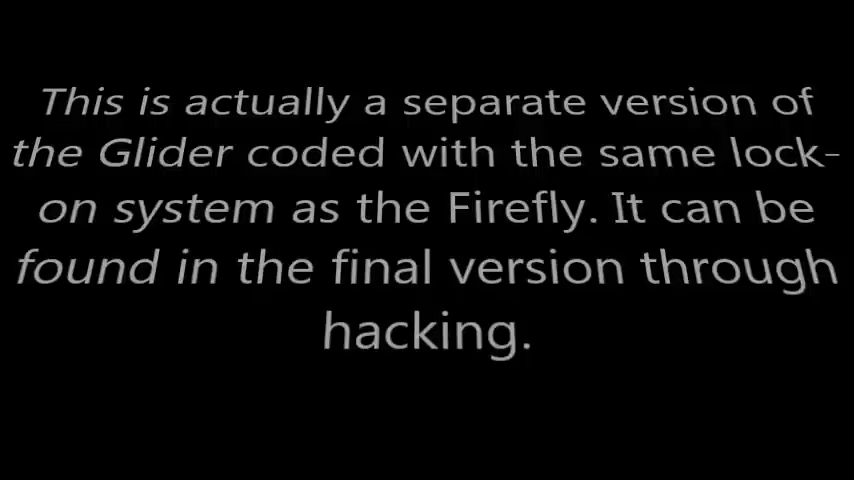 This is actually a separate version of
the Glider coded with the same lock-
on system as the Firefly. It can be
found in the final version through
hacking.